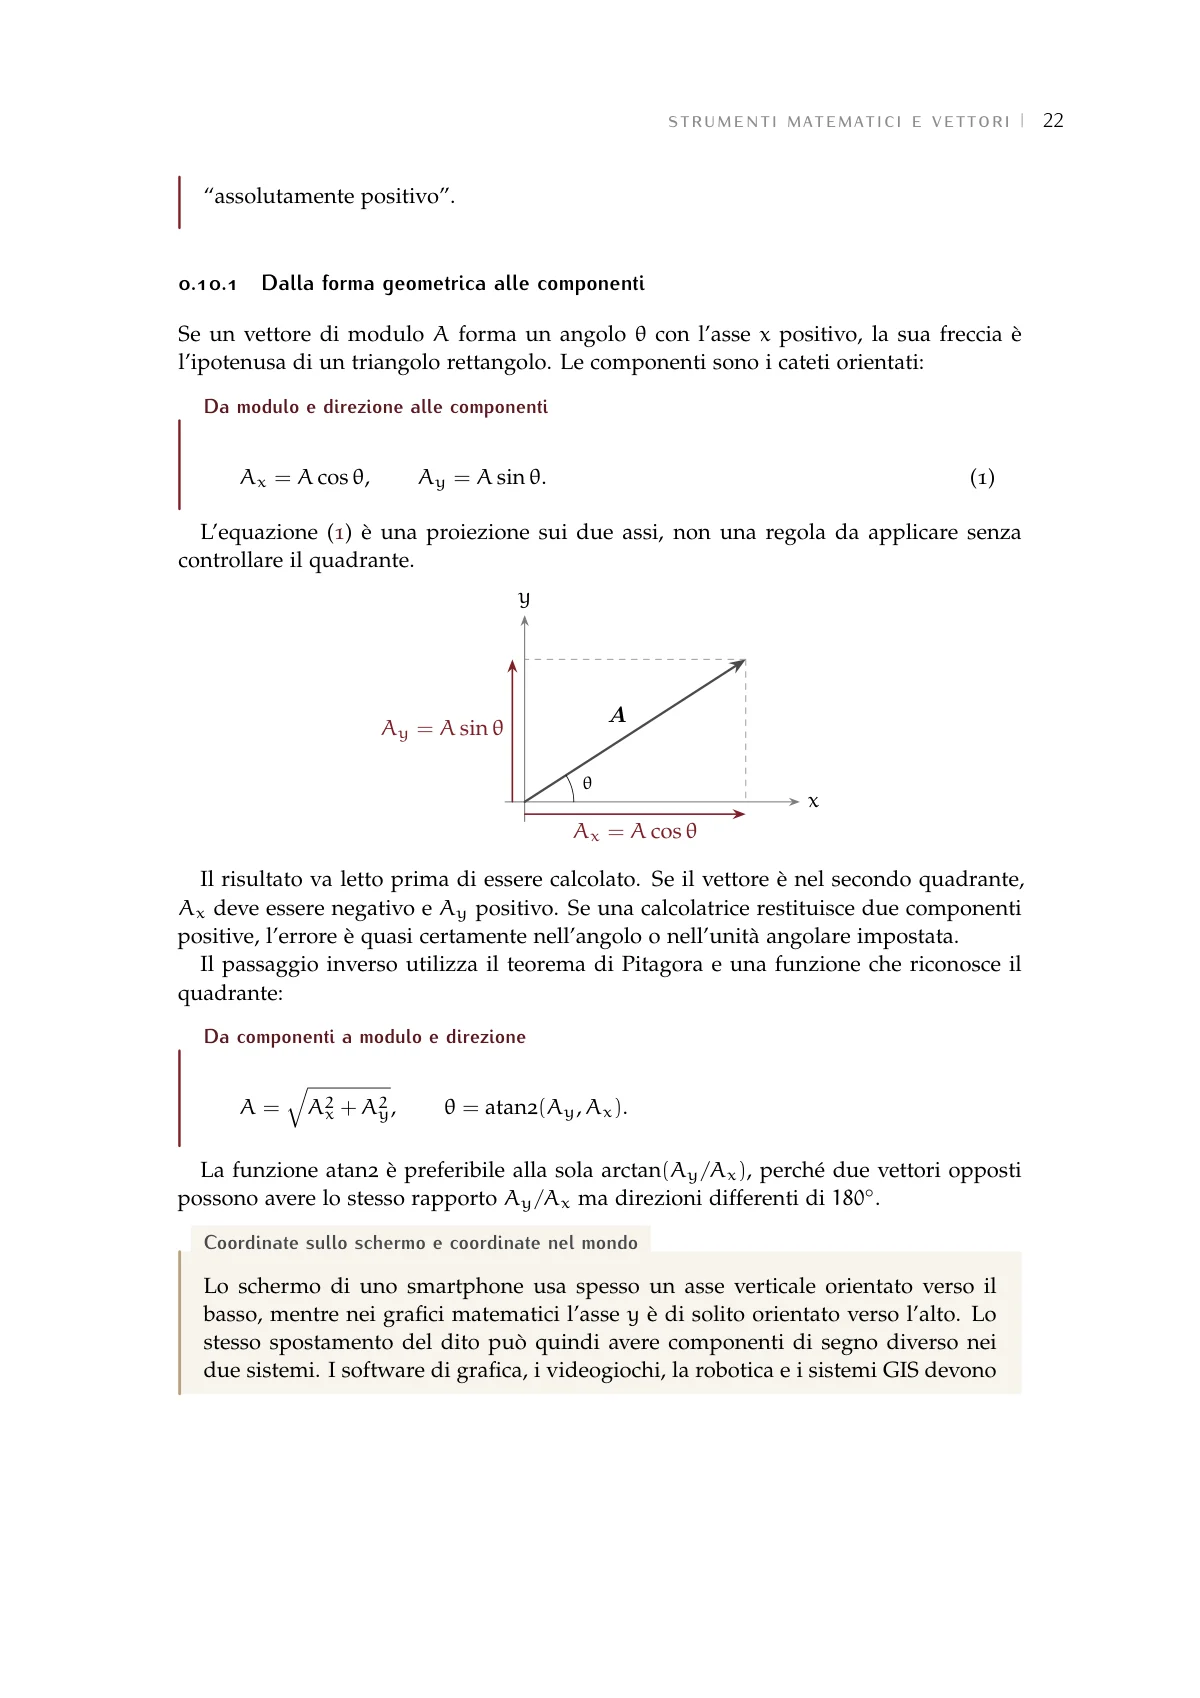 STRUMENTI MATEMATICI E VETTORI | 22
“assolutamente positivo”.
0.10.1 Dalla forma geometrica alle componenti
Se un vettore di modulo A forma un angolo θ con l’asse x positivo, la sua freccia è
l’ipotenusa di un triangolo rettangolo. Le componenti sono i cateti orientati:
Da modulo e direzione alle componenti
Aₓ = A cos θ, A_y = A sin θ. (1)
L’equazione (1) è una proiezione sui due assi, non una regola da applicare senza
controllare il quadrante.
y
A
A_y = A sin θ
θ
x
Aₓ = A cos θ
Il risultato va letto prima di essere calcolato. Se il vettore è nel secondo quadrante,
Aₓ deve essere negativo e A_y positivo. Se una calcolatrice restituisce due componenti
positive, l’errore è quasi certamente nell’angolo o nell’unità angolare impostata.
Il passaggio inverso utilizza il teorema di Pitagora e una funzione che riconosce il
quadrante:
Da componenti a modulo e direzione
A = √(Aₓ² + A_y²), θ = atan2(A_y, Aₓ).
La funzione atan2 è preferibile alla sola arctan(A_y/Aₓ), perché due vettori opposti
possono avere lo stesso rapporto A_y/Aₓ ma direzioni differenti di 180°.
Coordinate sullo schermo e coordinate nel mondo
Lo schermo di uno smartphone usa spesso un asse verticale orientato verso il
basso, mentre nei grafici matematici l’asse y è di solito orientato verso l’alto. Lo
stesso spostamento del dito può quindi avere componenti di segno diverso nei
due sistemi. I software di grafica, i videogiochi, la robotica e i sistemi GIS devono